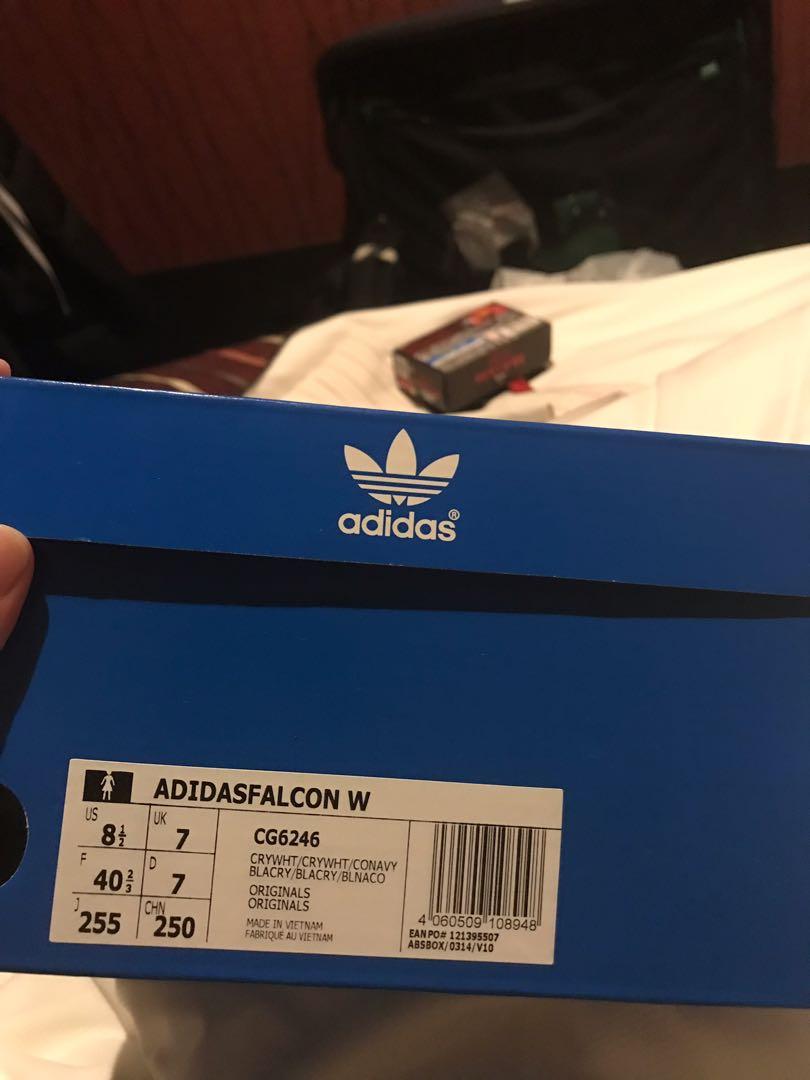 adidas®
ADIDASFALCON W
US 8½ UK 7
F 40⅔ D 7
J 255 CHN 250
CG6246
CRYWHT/CRYWHT/CONAVY
BLACRY/BLACRY/BLNACO
ORIGINALS
ORIGINALS
MADE IN VIETNAM
FABRIQUÉ AU VIETNAM
4 060509 108948
EAN PO# 121395507
ABSBOX/0314/V10